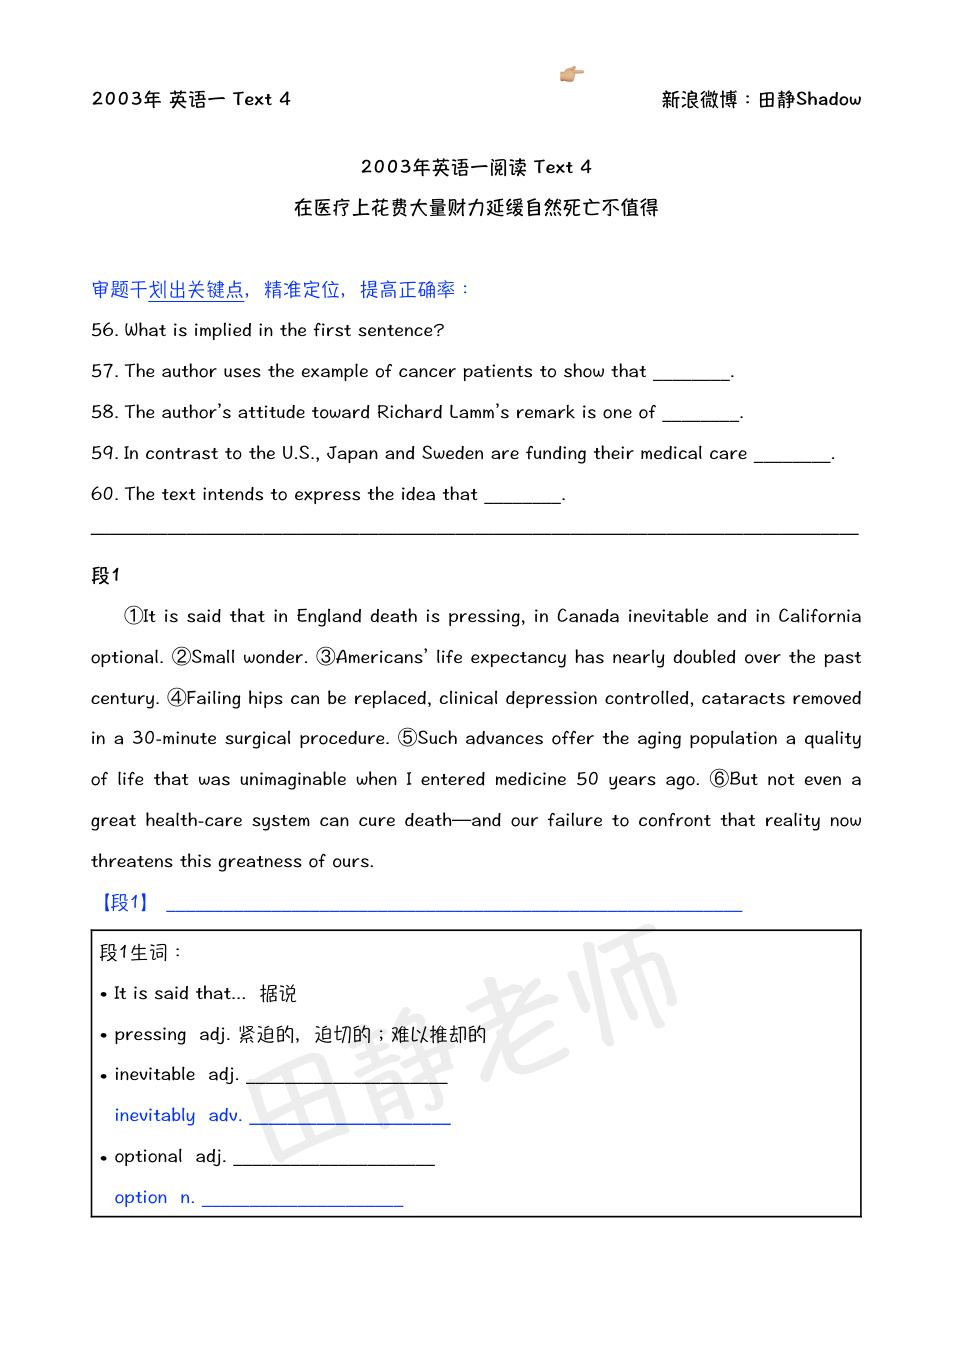 2003年 英语一 Text 4 新浪微博：田静Shadow
2003年英语一阅读 Text 4
在医疗上花费大量财力延缓自然死亡不值得
审题干划出关键点，精准定位，提高正确率：
56. What is implied in the first sentence?
57. The author uses the example of cancer patients to show that ________.
58. The author's attitude toward Richard Lamm's remark is one of ________.
59. In contrast to the U.S., Japan and Sweden are funding their medical care ________.
60. The text intends to express the idea that ________.
段1
①It is said that in England death is pressing, in Canada inevitable and in California
optional. ②Small wonder. ③Americans' life expectancy has nearly doubled over the past
century. ④Failing hips can be replaced, clinical depression controlled, cataracts removed
in a 30-minute surgical procedure. ⑤Such advances offer the aging population a quality
of life that was unimaginable when I entered medicine 50 years ago. ⑥But not even a
great health-care system can cure death—and our failure to confront that reality now
threatens this greatness of ours.
【段1】 ____________________________________________________________
段1生词：
• It is said that... 据说
• pressing adj. 紧迫的，迫切的；难以推却的
• inevitable adj. _____________________
inevitably adv. _____________________
• optional adj. _____________________
option n. _____________________
田静老师